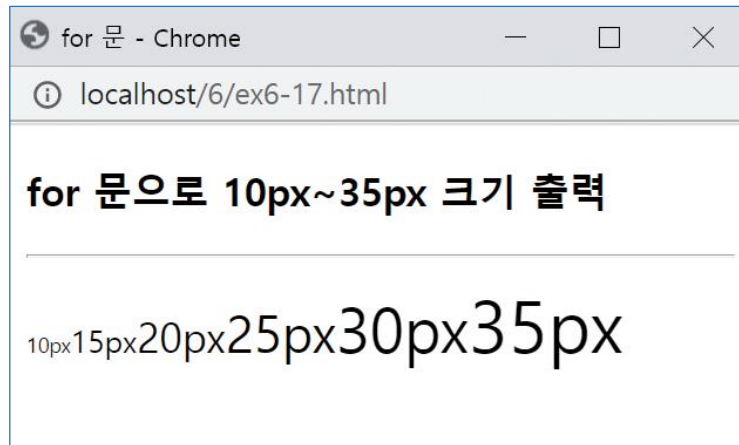 for 문 - Chrome
localhost/6/ex6-17.html
for 문으로 10px~35px 크기 출력
10px15px20px25px30px35px